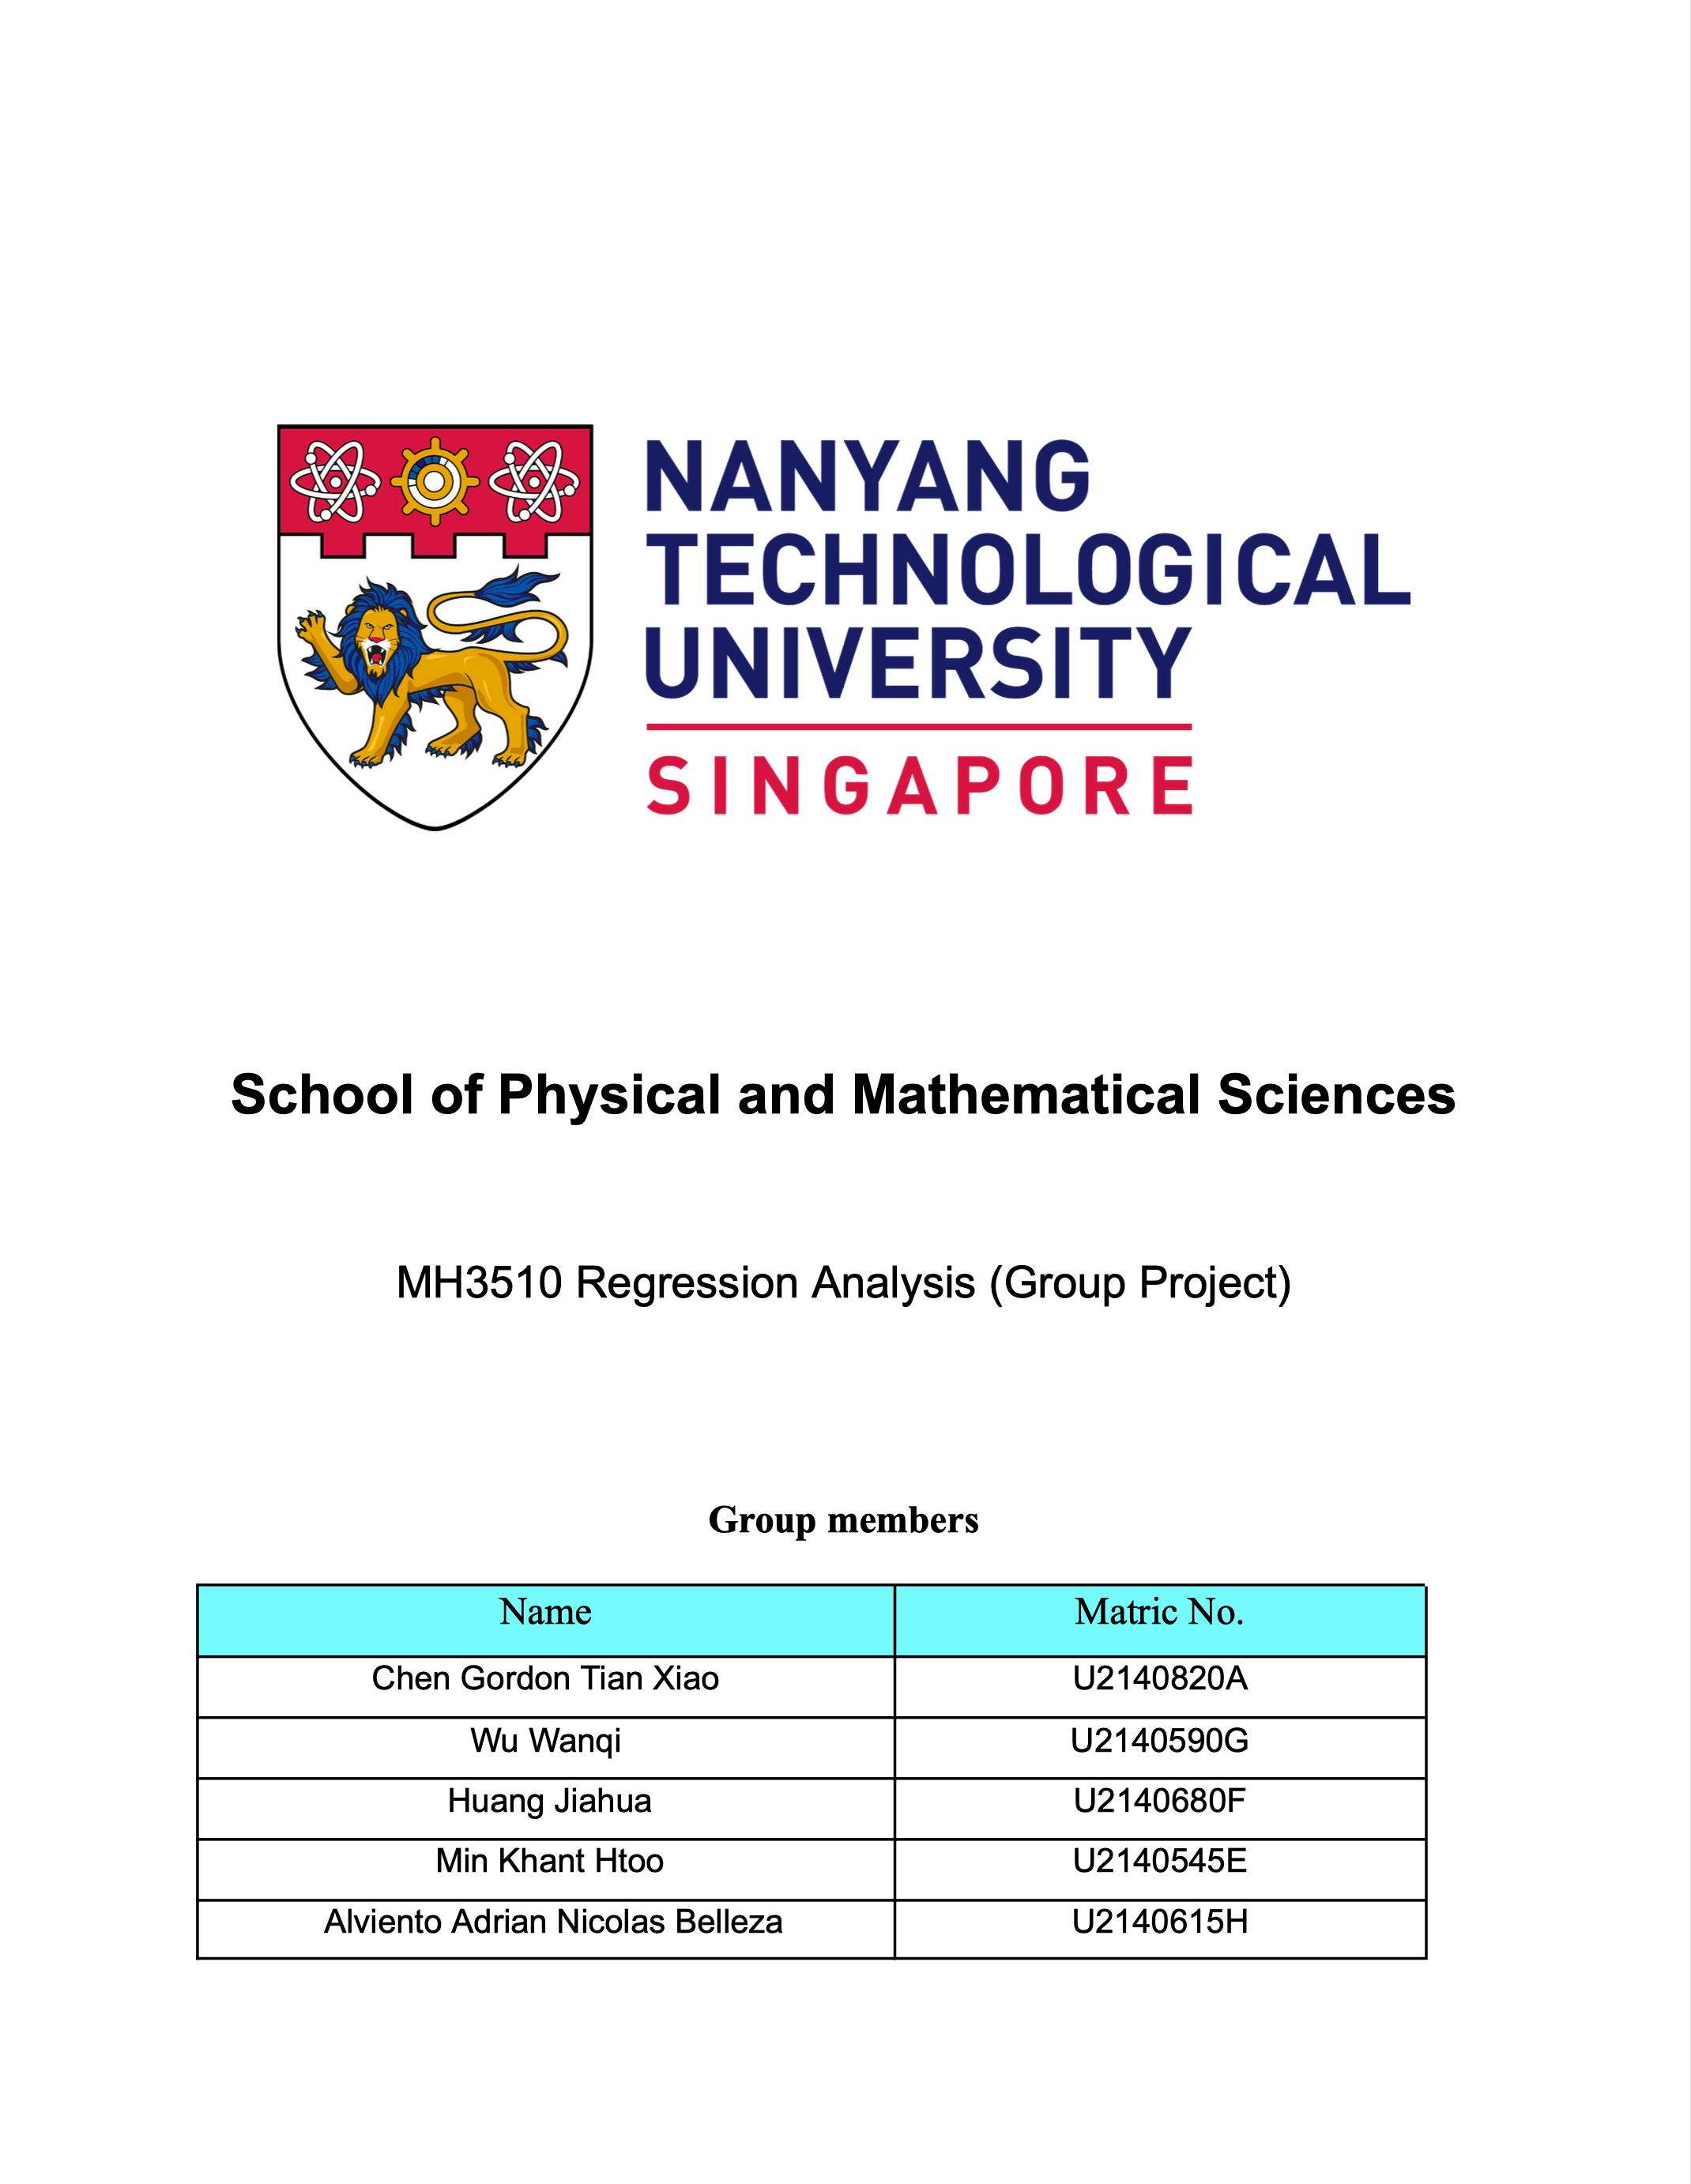 NANYANG
TECHNOLOGICAL
UNIVERSITY
SINGAPORE
School of Physical and Mathematical Sciences
MH3510 Regression Analysis (Group Project)
Group members
Name Matric No.
Chen Gordon Tian Xiao U2140820A
Wu Wanqi U2140590G
Huang Jiahua U2140680F
Min Khant Htoo U2140545E
Alviento Adrian Nicolas Belleza U2140615H